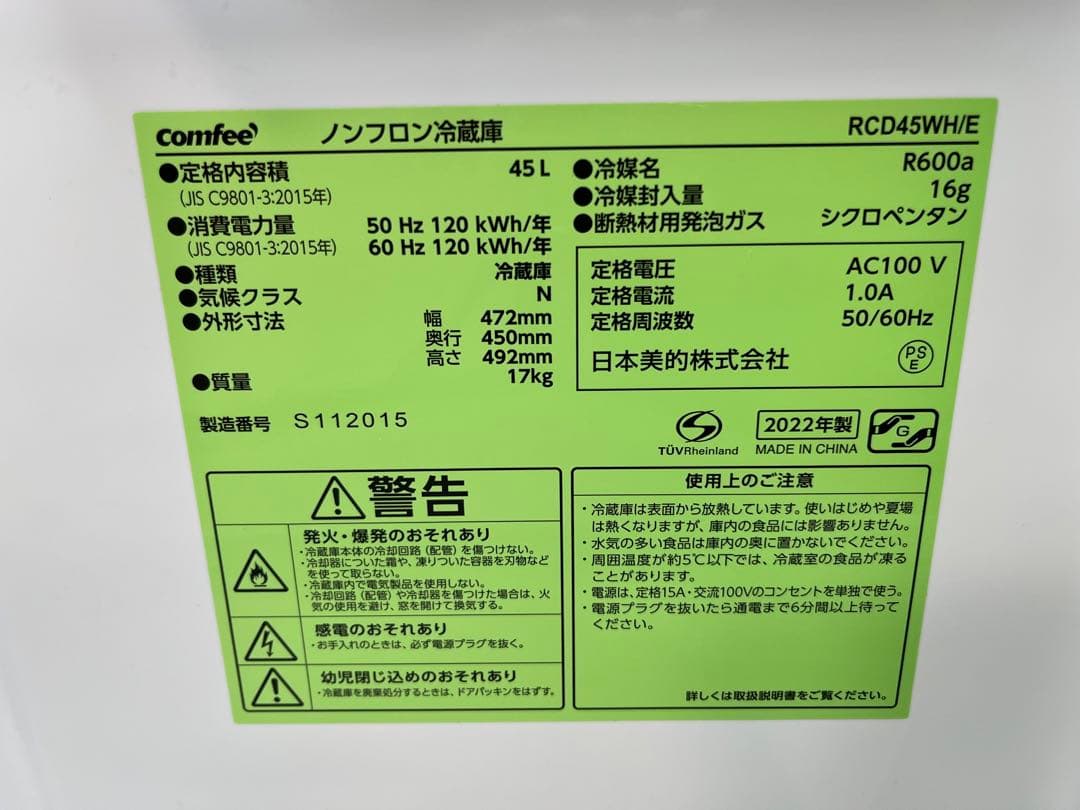 comfee' ノンフロン冷蔵庫 RCD45WH/E
●定格内容積 45 L
(JIS C9801-3:2015年)
●消費電力量 50 Hz 120 kWh/年
(JIS C9801-3:2015年) 60 Hz 120 kWh/年
●種類 冷蔵庫
●気候クラス N
●外形寸法 幅 472mm
奥行 450mm
高さ 492mm
●質量 17kg
●冷媒名 R600a
●冷媒封入量 16g
●断熱材用発泡ガス シクロペンタン
定格電圧 AC100 V
定格電流 1.0A
定格周波数 50/60Hz
日本美的株式会社 PS E
製造番号 S112015
TÜVRheinland
2022年製
MADE IN CHINA
G
警告
発火・爆発のおそれあり
・冷蔵庫本体の冷却回路（配管）を傷つけない。
・冷却器についた霜や、凍りついた容器を刃物など
を使って取らない。
・冷蔵庫内で電気製品を使用しない。
・冷却回路（配管）や冷却器を傷つけた場合は、火
気の使用を避け、窓を開けて換気する。
感電のおそれあり
・お手入れのときは、必ず電源プラグを抜く。
幼児閉じ込めのおそれあり
・冷蔵庫を廃棄処分するときは、ドアパッキンをはずす。
使用上のご注意
・冷蔵庫は表面から放熱しています。使いはじめや夏場
は熱くなりますが、庫内の食品には影響ありません。
・水気の多い食品は庫内の奥に置かないでください。
・周囲温度が約5℃以下では、冷蔵室の食品が凍る
ことがあります。
・電源は、定格15A・交流100Vのコンセントを単独で使う。
・電源プラグを抜いたら通電まで6分間以上待って
ください。
詳しくは取扱説明書をご覧ください。